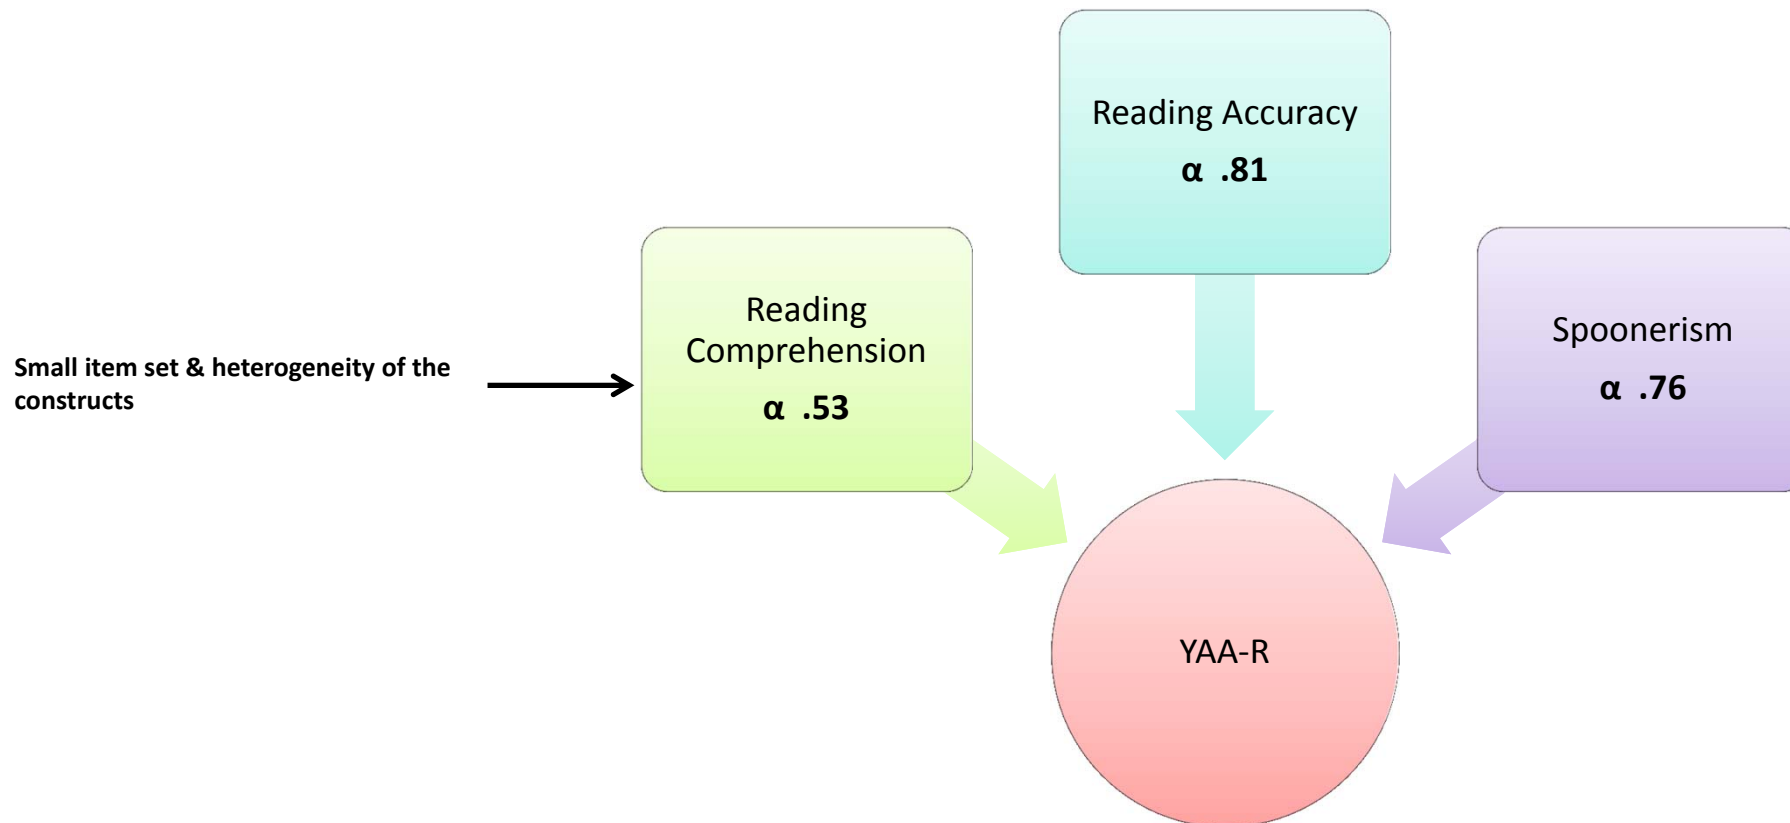 Reading Accuracy
α .81
Reading
Comprehension
α .53
Spoonerism
α .76
Small item set & heterogeneity of the
constructs
YAA-R